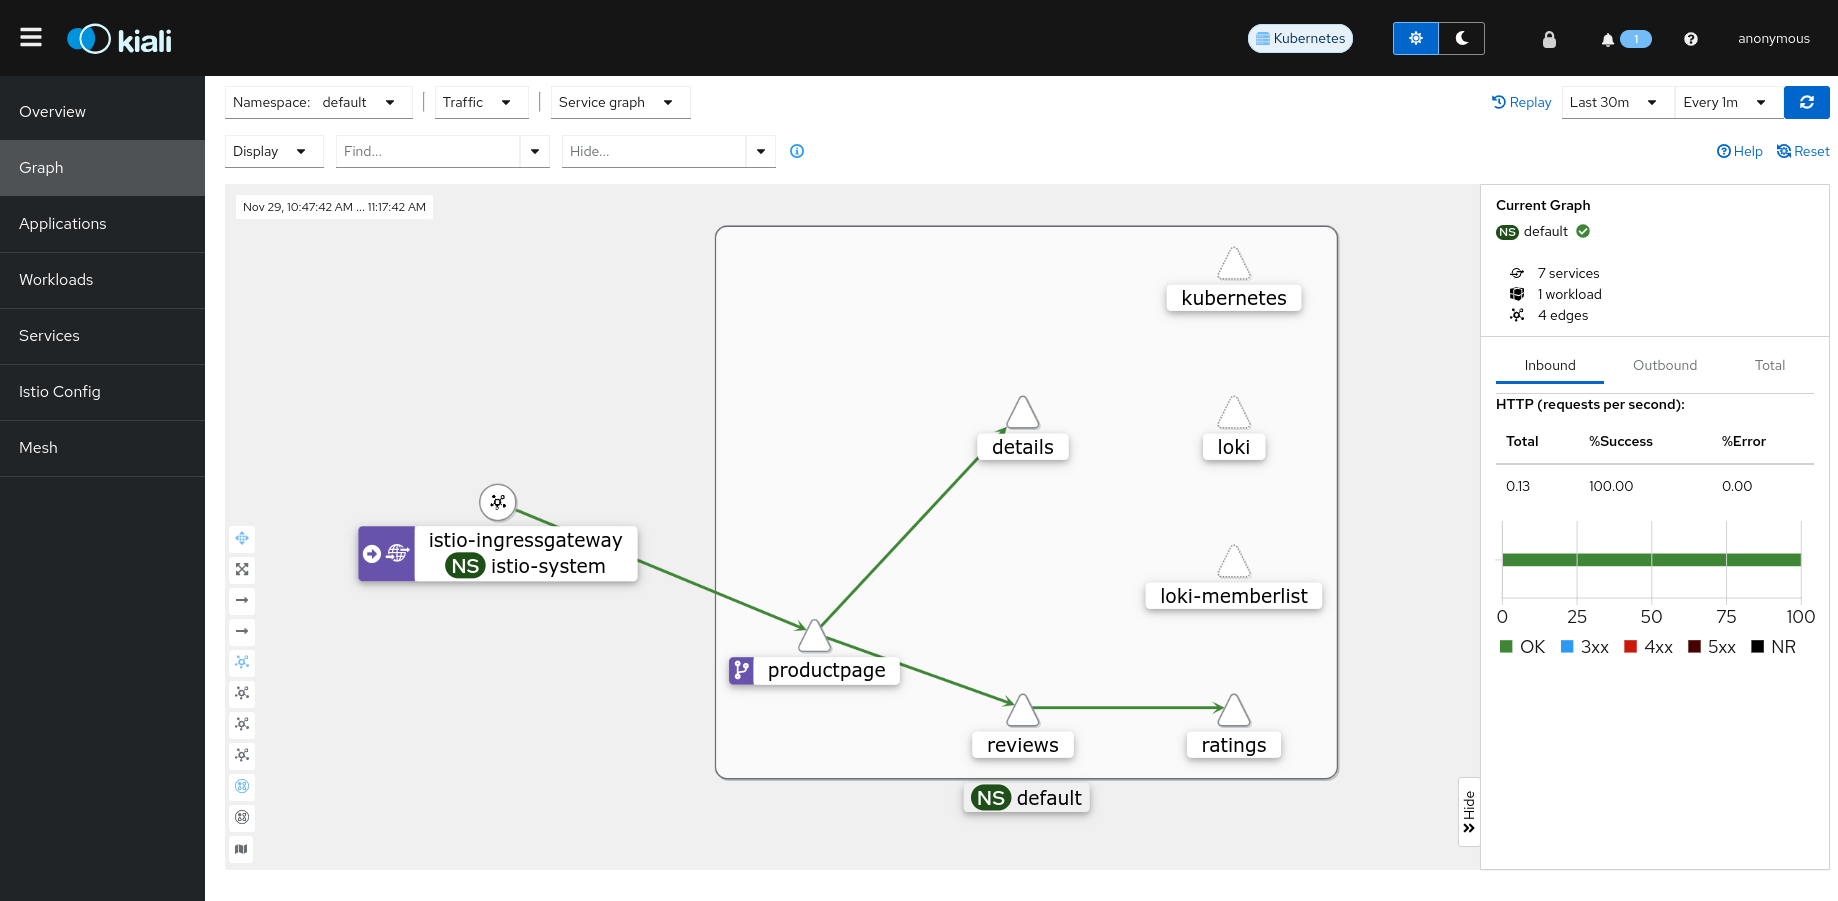 kiali
Kubernetes
1
anonymous
Overview
Graph
Applications
Workloads
Services
Istio Config
Mesh
Namespace: default
Traffic
Service graph
Replay
Last 30m
Every 1m
Display
Find...
Hide...
Help
Reset
Nov 29, 10:47:42 AM ... 11:17:42 AM
kubernetes
details
loki
istio-ingressgateway
NS istio-system
loki-memberlist
productpage
reviews
ratings
NS default
Hide
Current Graph
NS default
7 services
1 workload
4 edges
Inbound Outbound Total
HTTP (requests per second):
Total %Success %Error
0.13 100.00 0.00
0 25 50 75 100
OK 3xx 4xx 5xx NR